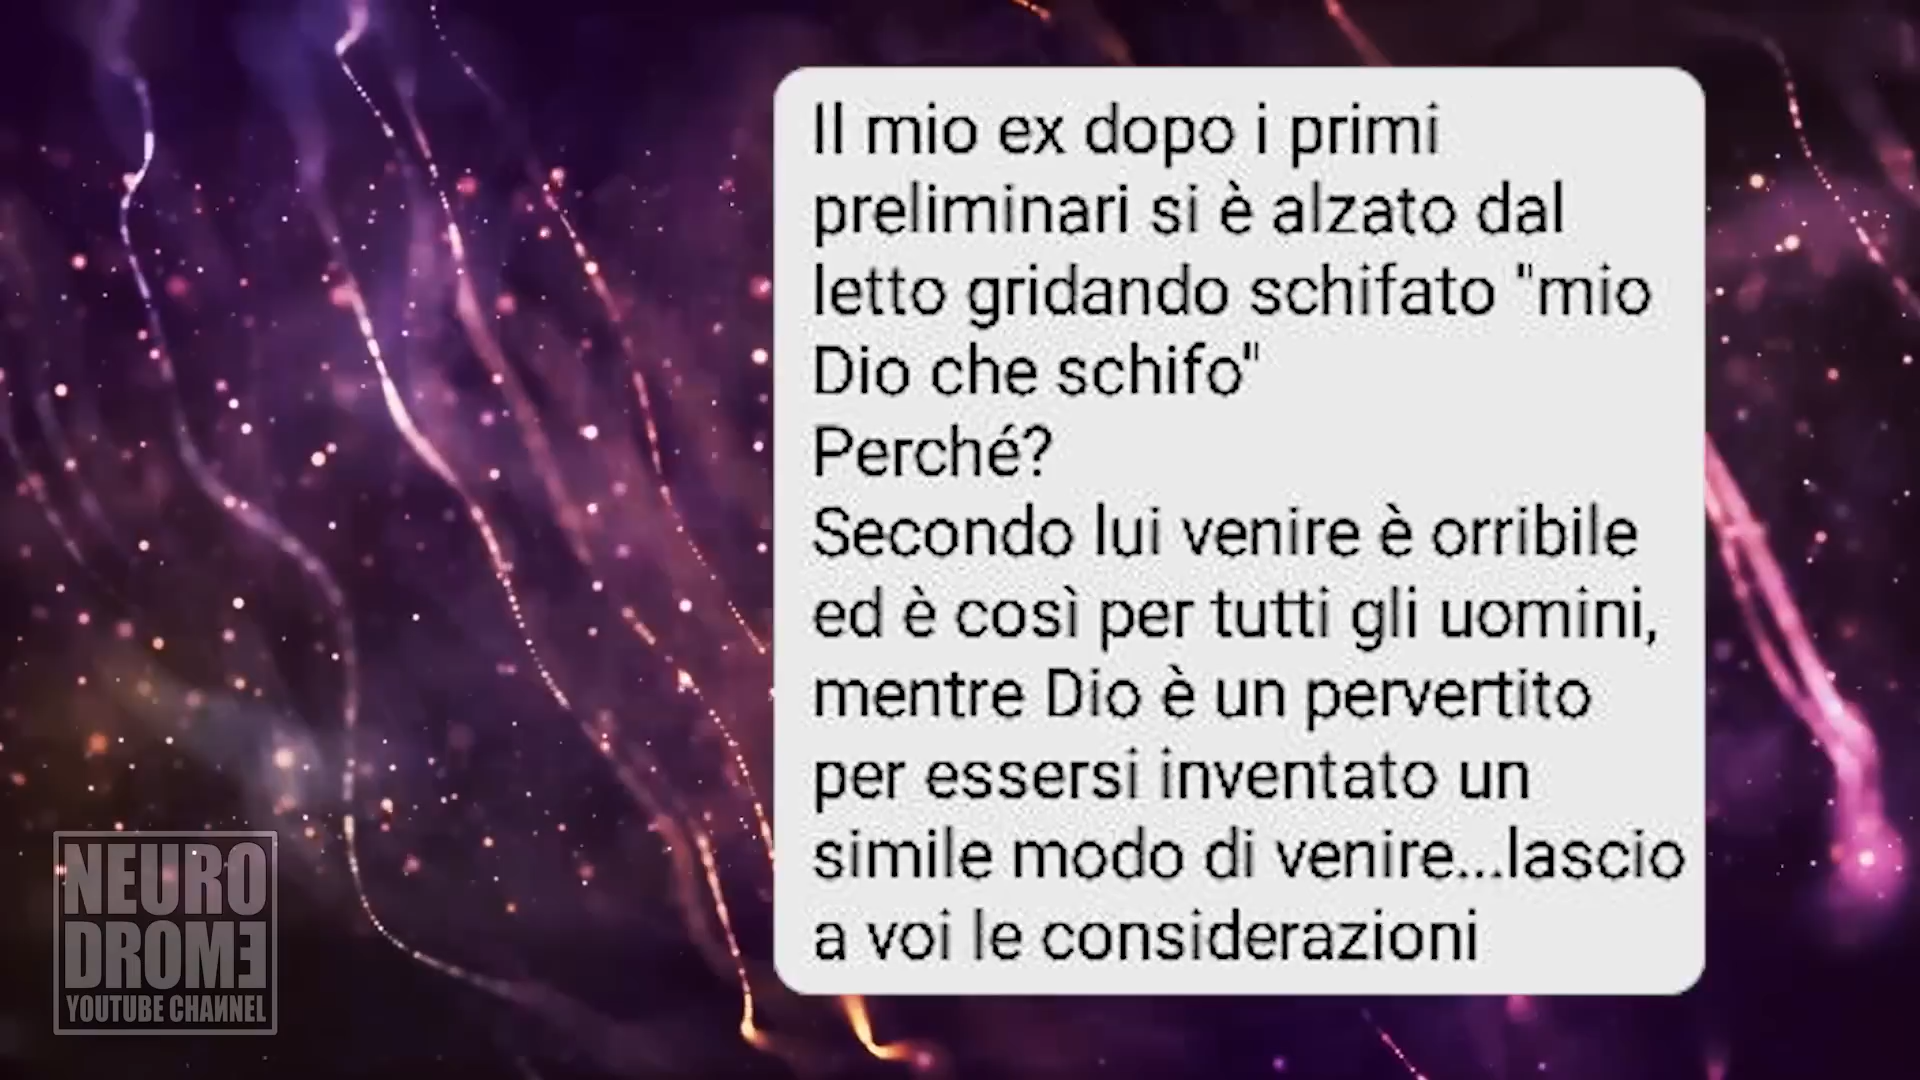 Il mio ex dopo i primi
preliminari si è alzato dal
letto gridando schifato "mio
Dio che schifo"
Perché?
Secondo lui venire è orribile
ed è così per tutti gli uomini,
mentre Dio è un pervertito
per essersi inventato un
simile modo di venire...lascio
a voi le considerazioni
NEURO
DROME
YOUTUBE CHANNEL